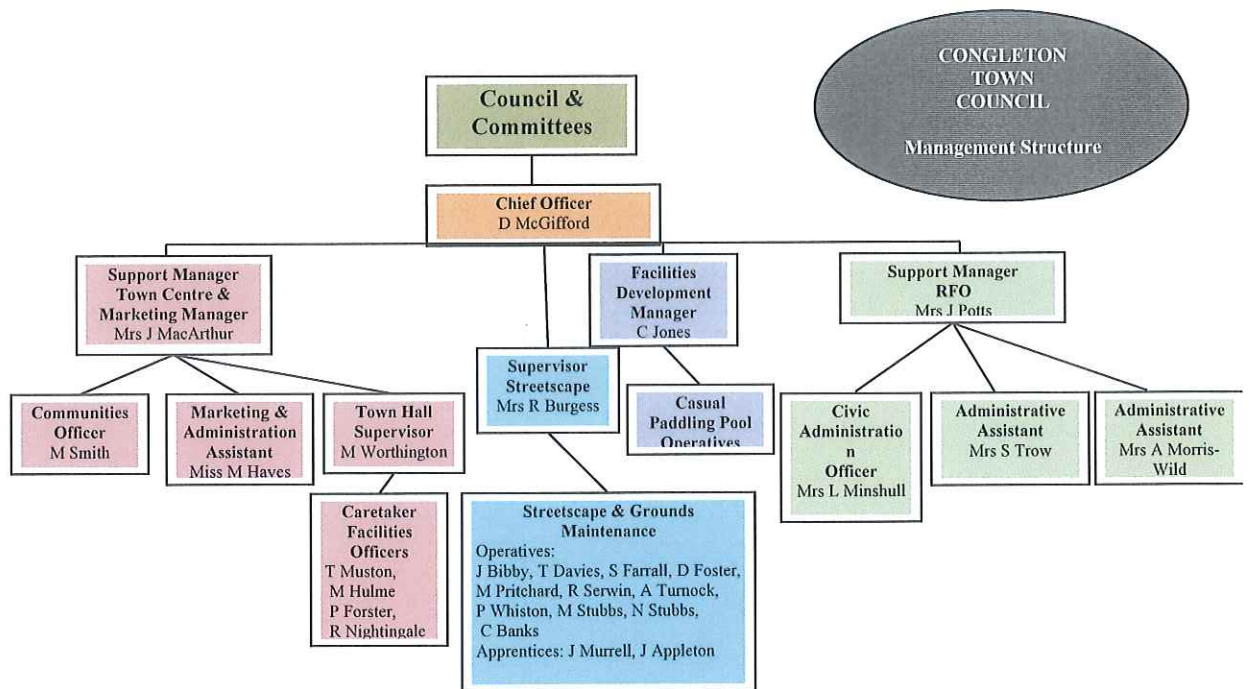 CONGLETON
TOWN
COUNCIL
Management Structure
Council &
Committees
Chief Officer
D McGifford
Support Manager
Town Centre &
Marketing Manager
Mrs J MacArthur
Facilities
Development
Manager
C Jones
Support Manager
RFO
Mrs J Potts
Supervisor
Streetscape
Mrs R Burgess
Communities
Officer
M Smith
Marketing &
Administration
Assistant
Miss M Hayes
Town Hall
Supervisor
M Worthington
Casual
Paddling Pool
Operatives
Civic
Administratio
n
Officer
Mrs L Minshull
Administrative
Assistant
Mrs S Trow
Administrative
Assistant
Mrs A Morris-
Wild
Caretaker
Facilities
Officers
T Muston,
M Hulme
P Forster,
R Nightingale
Streetscape & Grounds
Maintenance
Operatives:
J Bibby, T Davies, S Farrall, D Foster,
M Pritchard, R Serwin, A Turnock,
P Whiston, M Stubbs, N Stubbs,
C Banks
Apprentices: J Murrell, J Appleton